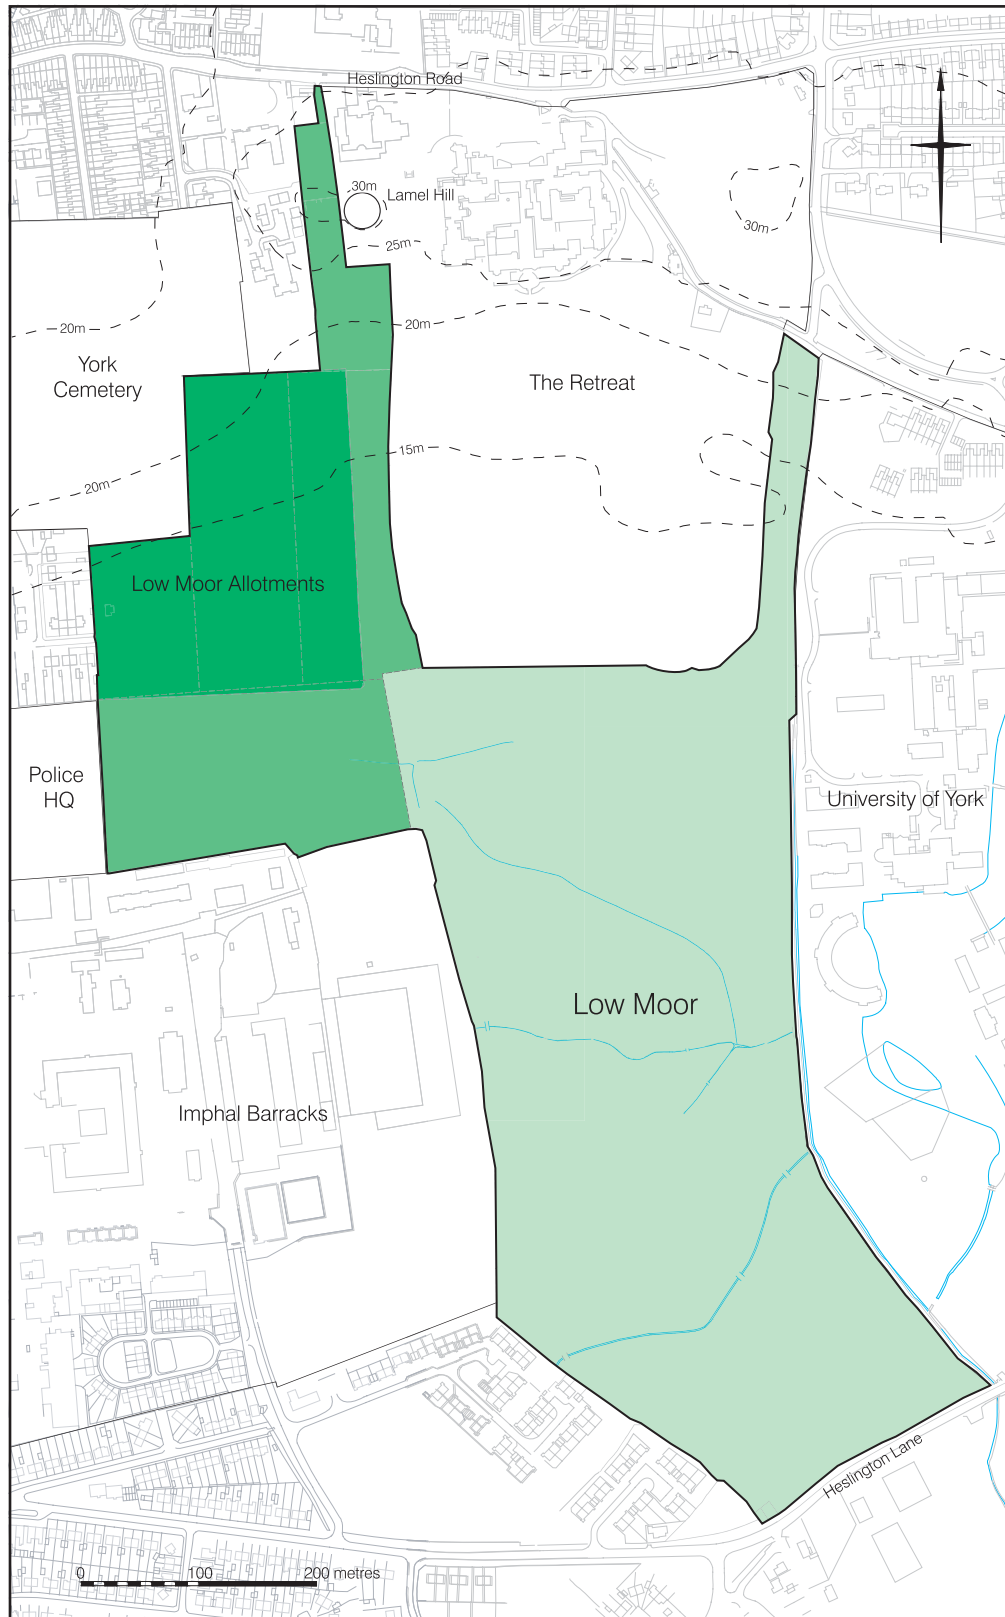 Heslington Road
30m
Lamel Hill
30m
25m
20m
20m
York
Cemetery
The Retreat
15m
20m
Low Moor Allotments
Police
HQ
University of York
Low Moor
Imphal Barracks
Heslington Lane
0 100 200 metres